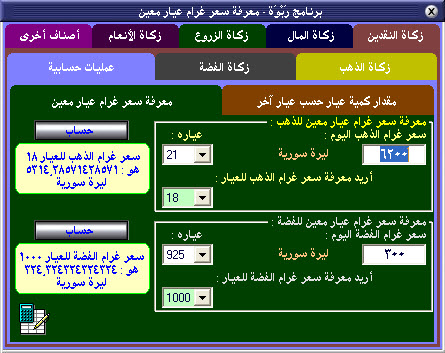 برنامج رَبْوَة - معرفة سعر غرام عيار معين
زكاة النقدين
زكاة المال
زكاة الزروع
زكاة الأنعام
أصناف أخرى
زكاة الذهب
زكاة الفضة
عمليات حسابية
مقدار كمية عيار حسب عيار آخر
معرفة سعر غرام عيار معين
معرفة سعر غرام عيار معين للذهب :
سعر غرام الذهب اليوم :
عياره :
٦٢٠٠
ليرة سورية
21
أريد معرفة سعر غرام الذهب للعيار :
18
حساب
سعر غرام الذهب للعيار ١٨
هو : ٥٣١٤,٢٨٥٧١٤٢٨٥٧١
ليرة سورية
معرفة سعر غرام عيار معين للفضة :
سعر غرام الفضة اليوم :
عياره :
٣٠٠
ليرة سورية
925
أريد معرفة سعر غرام الفضة للعيار :
1000
حساب
سعر غرام الفضة للعيار ١٠٠٠
هو : ٣٢٤,٣٢٤٣٢٤٣٢٤٣٢٤
ليرة سورية